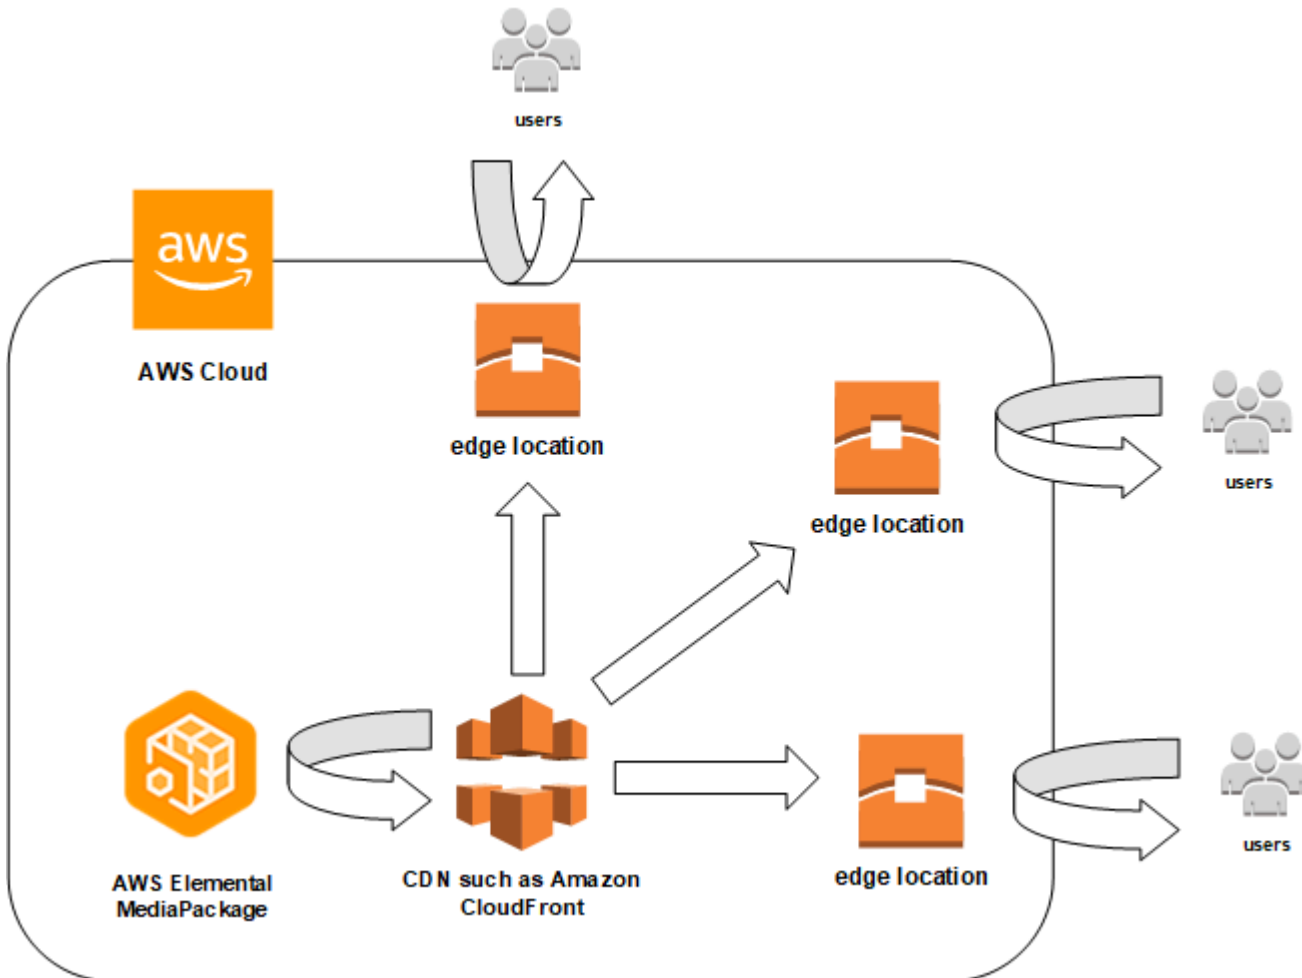 users
aws
AWS Cloud
edge location
edge location
users
AWS Elemental
MediaPackage
CDN such as Amazon
CloudFront
edge location
users